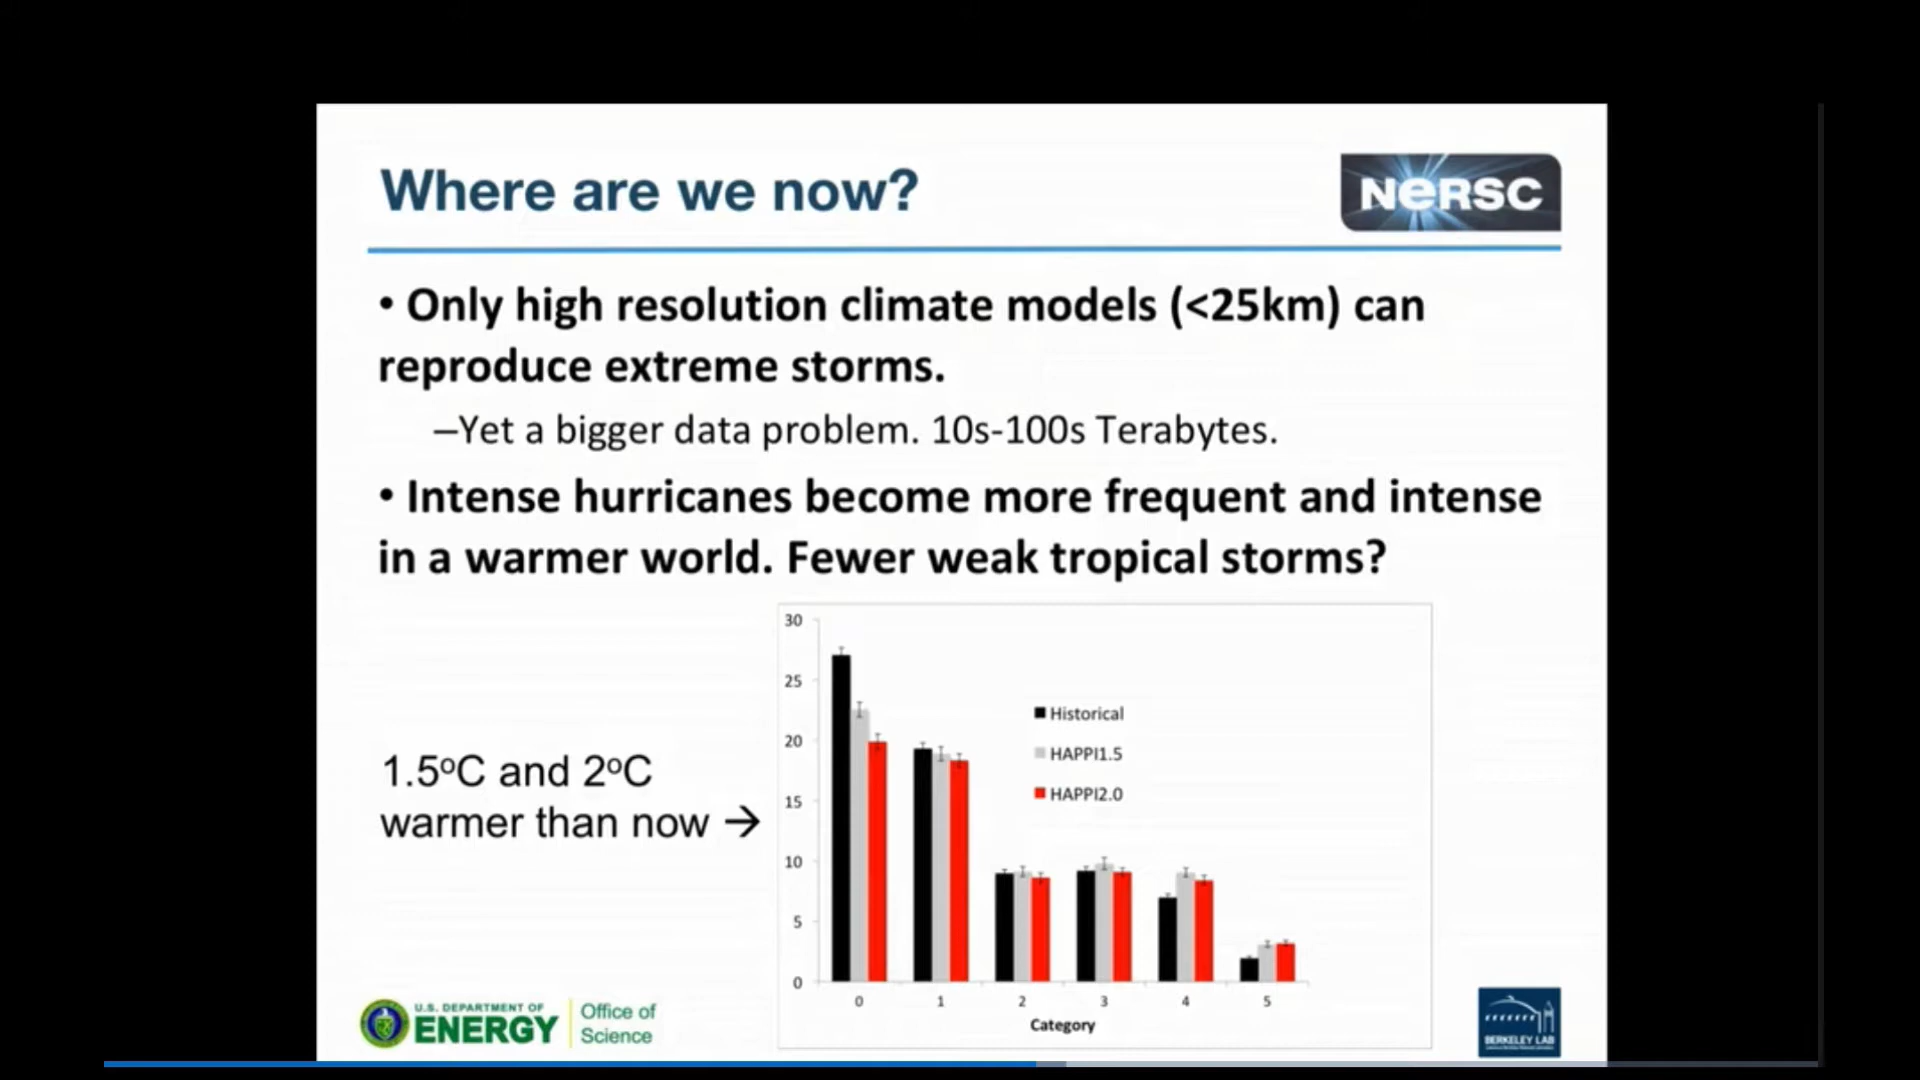 Where are we now?
NERSC
• Only high resolution climate models (<25km) can
reproduce extreme storms.
–Yet a bigger data problem. 10s-100s Terabytes.
• Intense hurricanes become more frequent and intense
in a warmer world. Fewer weak tropical storms?
1.5ºC and 2ºC
warmer than now →
30
25
20
15
10
5
0
Historical
HAPPI1.5
HAPPI2.0
0 1 2 3 4 5
Category
U.S. DEPARTMENT OF
ENERGY
Office of
Science
BERKELEY LAB